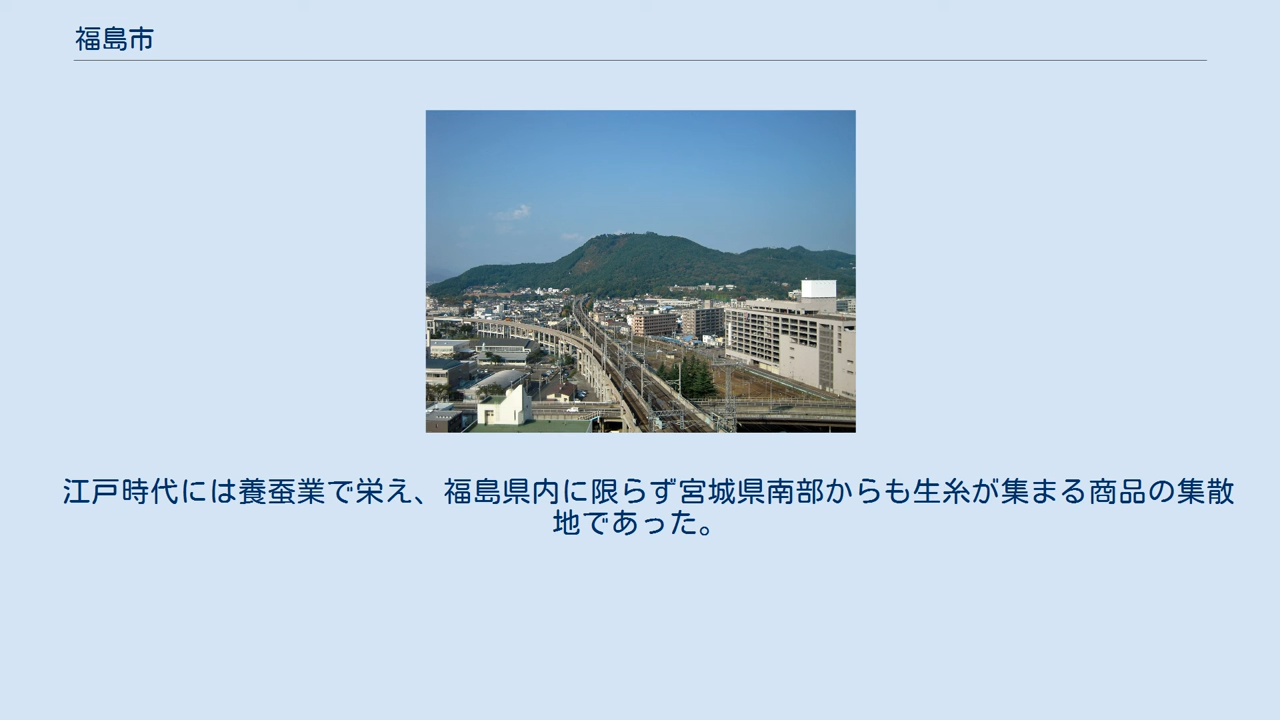 福島市
江戸時代には養蚕業で栄え、福島県内に限らず宮城県南部からも生糸が集まる商品の集散
地であった。